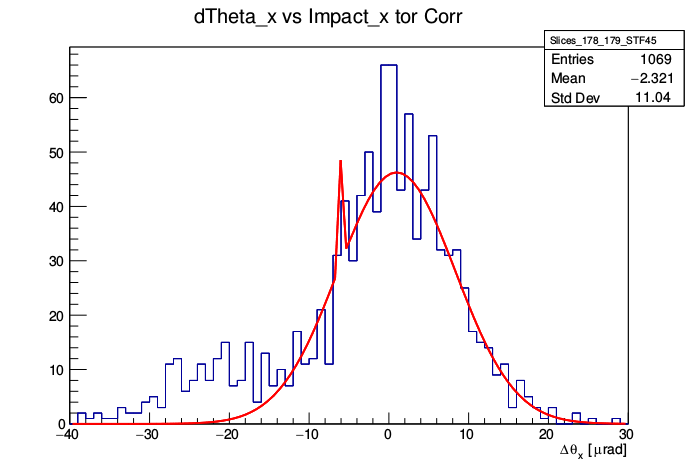 dTheta_x vs Impact_x tor Corr
Slices_178_179_STF45
Entries 1069
Mean −2.321
Std Dev 11.04
60
50
40
30
20
10
0
−40 −30 −20 −10 0 10 20 30
Δθx [μrad]